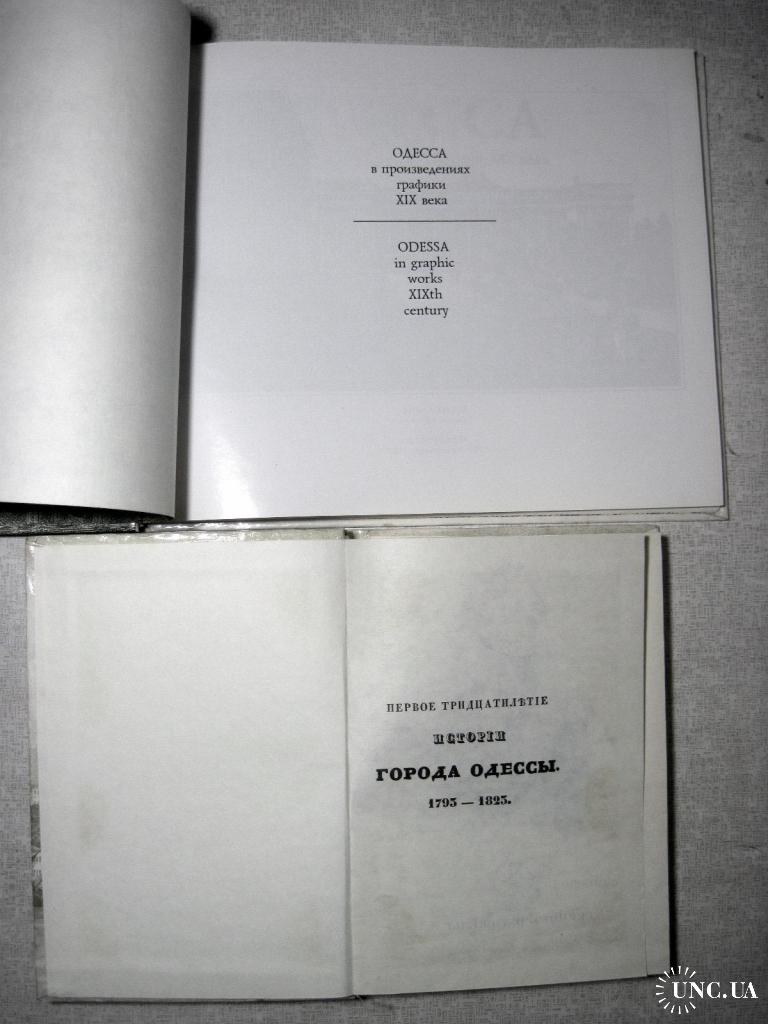 ОДЕССА
в произведениях
графики
XIX века
ODESSA
in graphic
works
XIXth
century
ПЕРВОЕ ТРИДЦАТИЛѢТІЕ
ИСТОРІИ
ГОРОДА ОДЕССЫ.
1793 — 1823.
UNC.UA